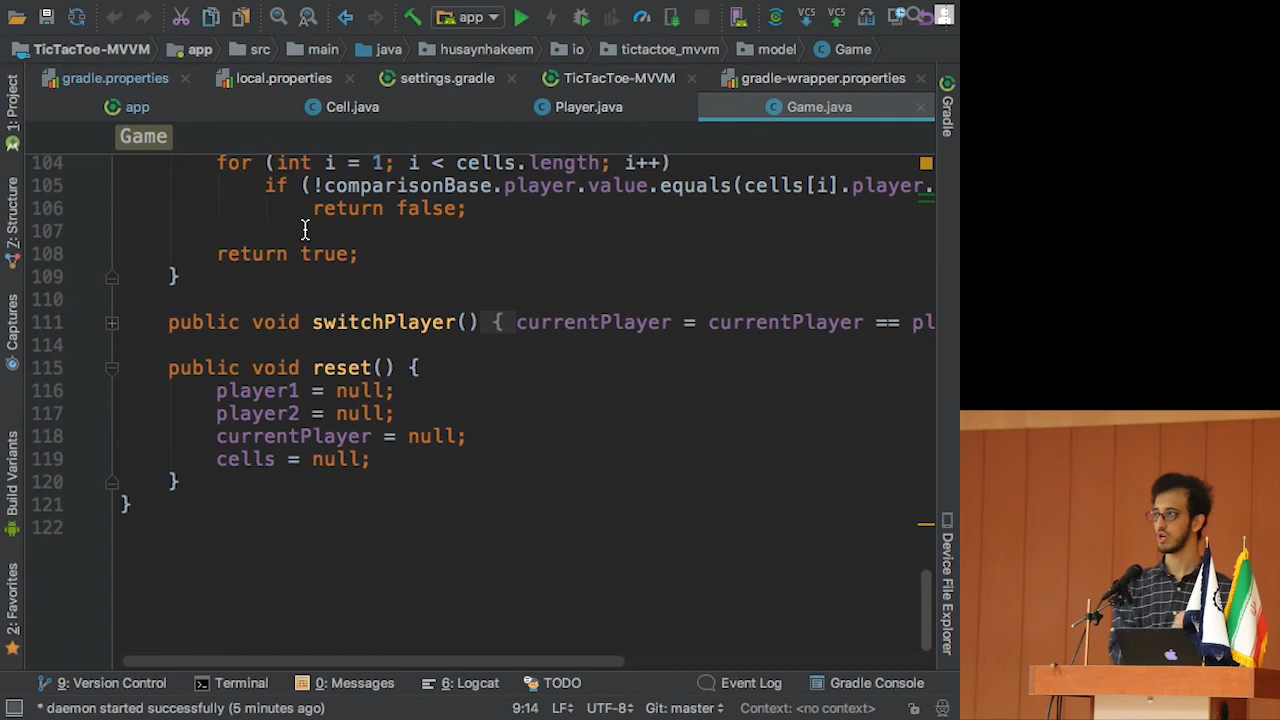 app
TicTacToe-MVVM app src main java husaynhakeem io tictactoe_mvvm model Game
gradle.properties local.properties settings.gradle TicTacToe-MVVM gradle-wrapper.properties
app Cell.java Player.java Game.java
Game
104 for (int i = 1; i < cells.length; i++)
105 if (!comparisonBase.player.value.equals(cells[i].player.
106 return false;
107
108 return true;
109 }
110
111 public void switchPlayer() { currentPlayer = currentPlayer == pl
114
115 public void reset() {
116 player1 = null;
117 player2 = null;
118 currentPlayer = null;
119 cells = null;
120 }
121 }
122
1: Project
7: Structure
Captures
Build Variants
2: Favorites
Gradle
Device File Explorer
VCS VCS
9: Version Control Terminal 0: Messages 6: Logcat TODO Event Log Gradle Console
* daemon started successfully (5 minutes ago) 9:14 LF÷ UTF-8÷ Git: master÷ Context: <no context>